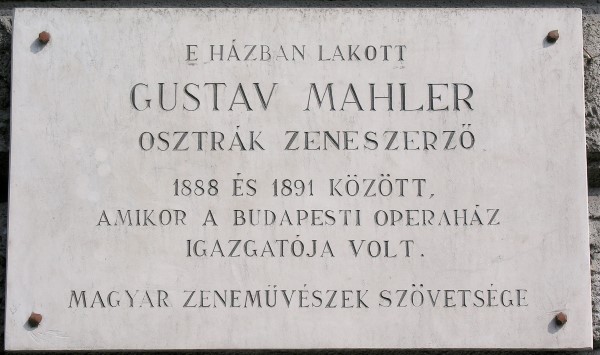 E HÁZBAN LAKOTT
GUSTAV MAHLER
OSZTRÁK ZENESZERZŐ
1888 ÉS 1891 KÖZÖTT,
AMIKOR A BUDAPESTI OPERAHÁZ
IGAZGATÓJA VOLT.
MAGYAR ZENEMŰVÉSZEK SZÖVETSÉGE